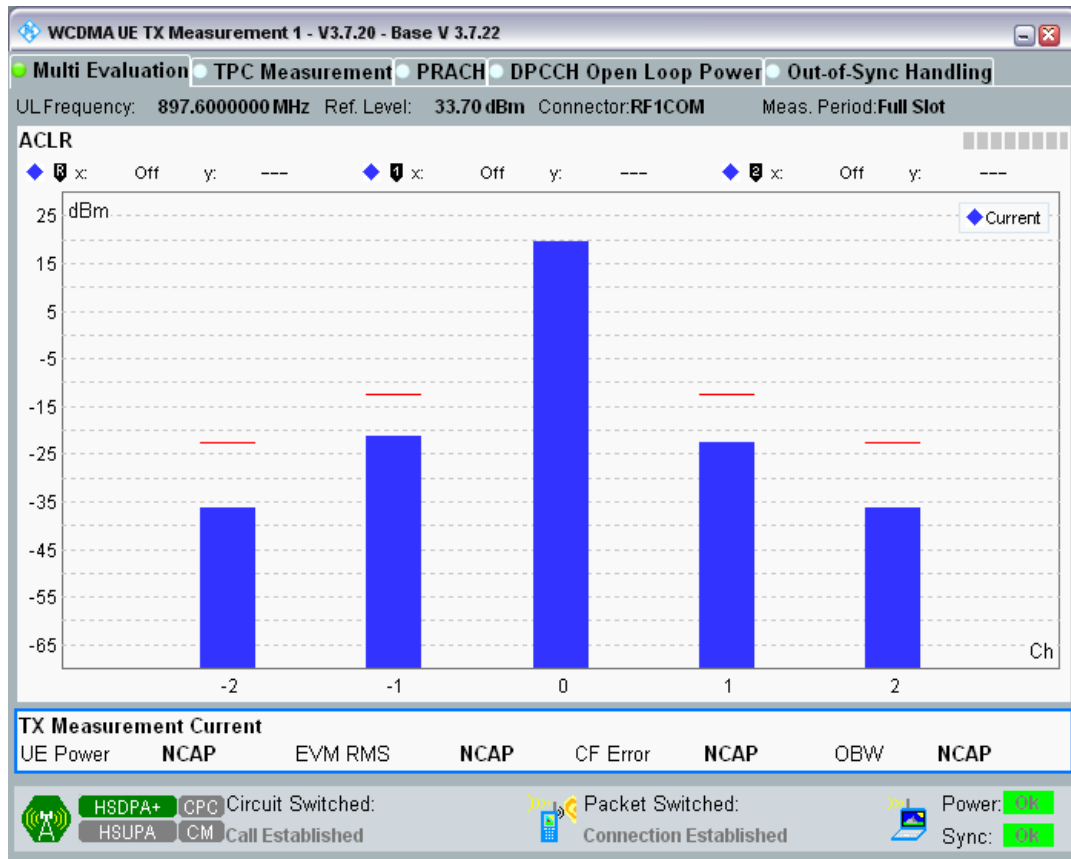 WCDMA UE TX Measurement 1 - V3.7.20 - Base V 3.7.22
Multi Evaluation TPC Measurement PRACH DPCCH Open Loop Power Out-of-Sync Handling
UL Frequency: 897.6000000 MHz Ref. Level: 33.70 dBm Connector:RF1COM Meas. Period:Full Slot
ACLR
R x: Off y: --- 1 x: Off y: --- 2 x: Off y: ---
dBm
Current
25
15
5
-5
-15
-25
-35
-45
-55
-65
Ch
-2 -1 0 1 2
TX Measurement Current
UE Power NCAP EVM RMS NCAP CF Error NCAP OBW NCAP
HSDPA+ CPC Circuit Switched: Packet Switched: Power: Ok
HSUPA CM Call Established Connection Established Sync: Ok